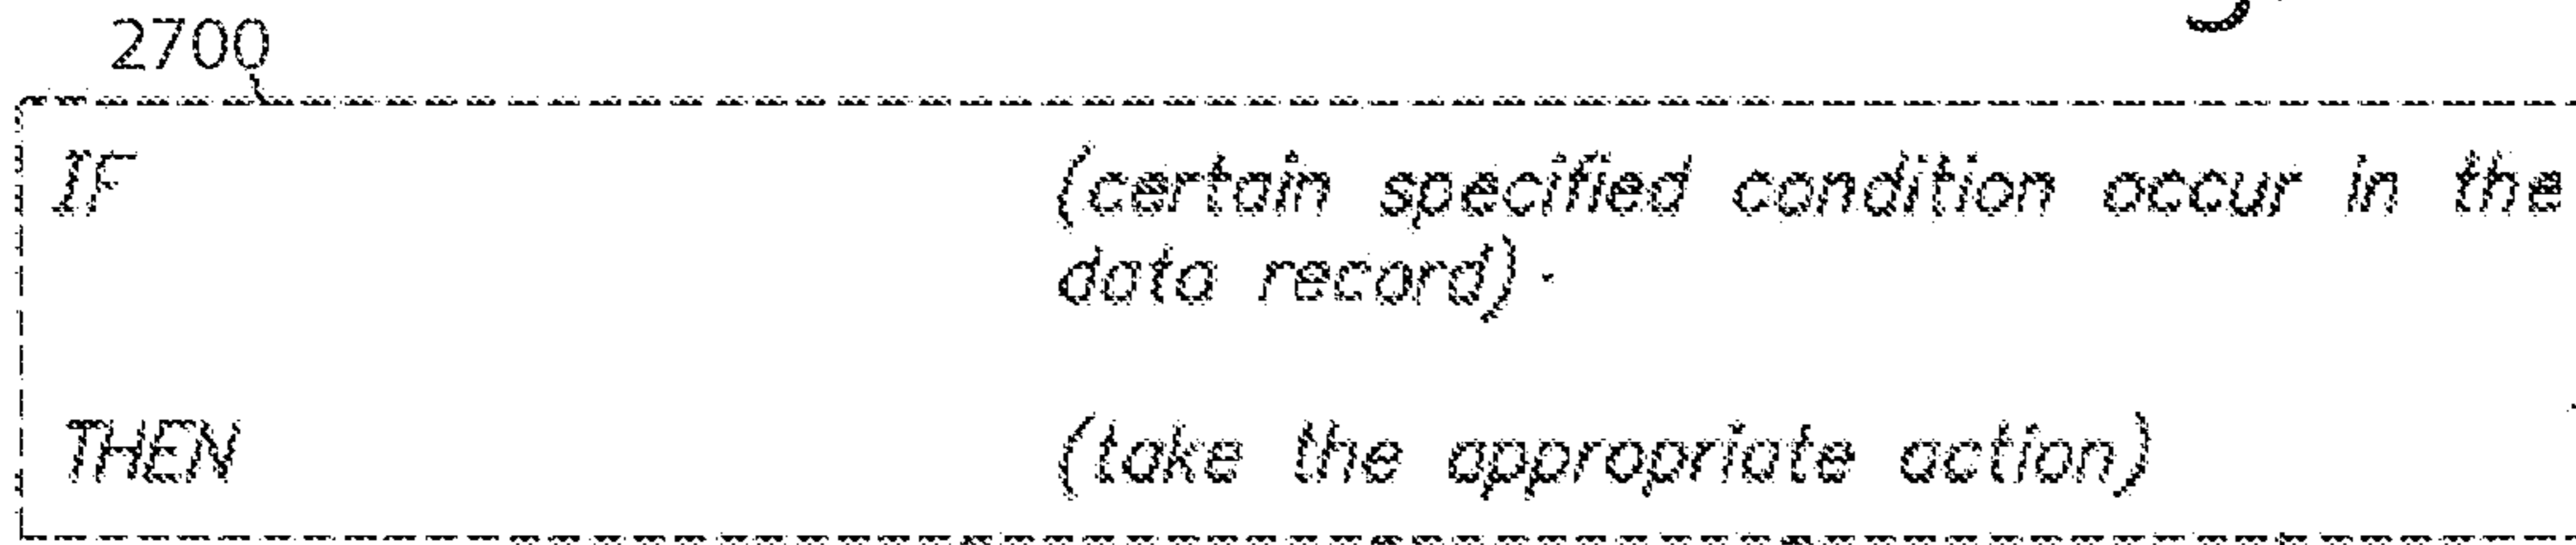 2700
IF (certain specified condition occur in the
data record)
THEN (take the appropriate action)